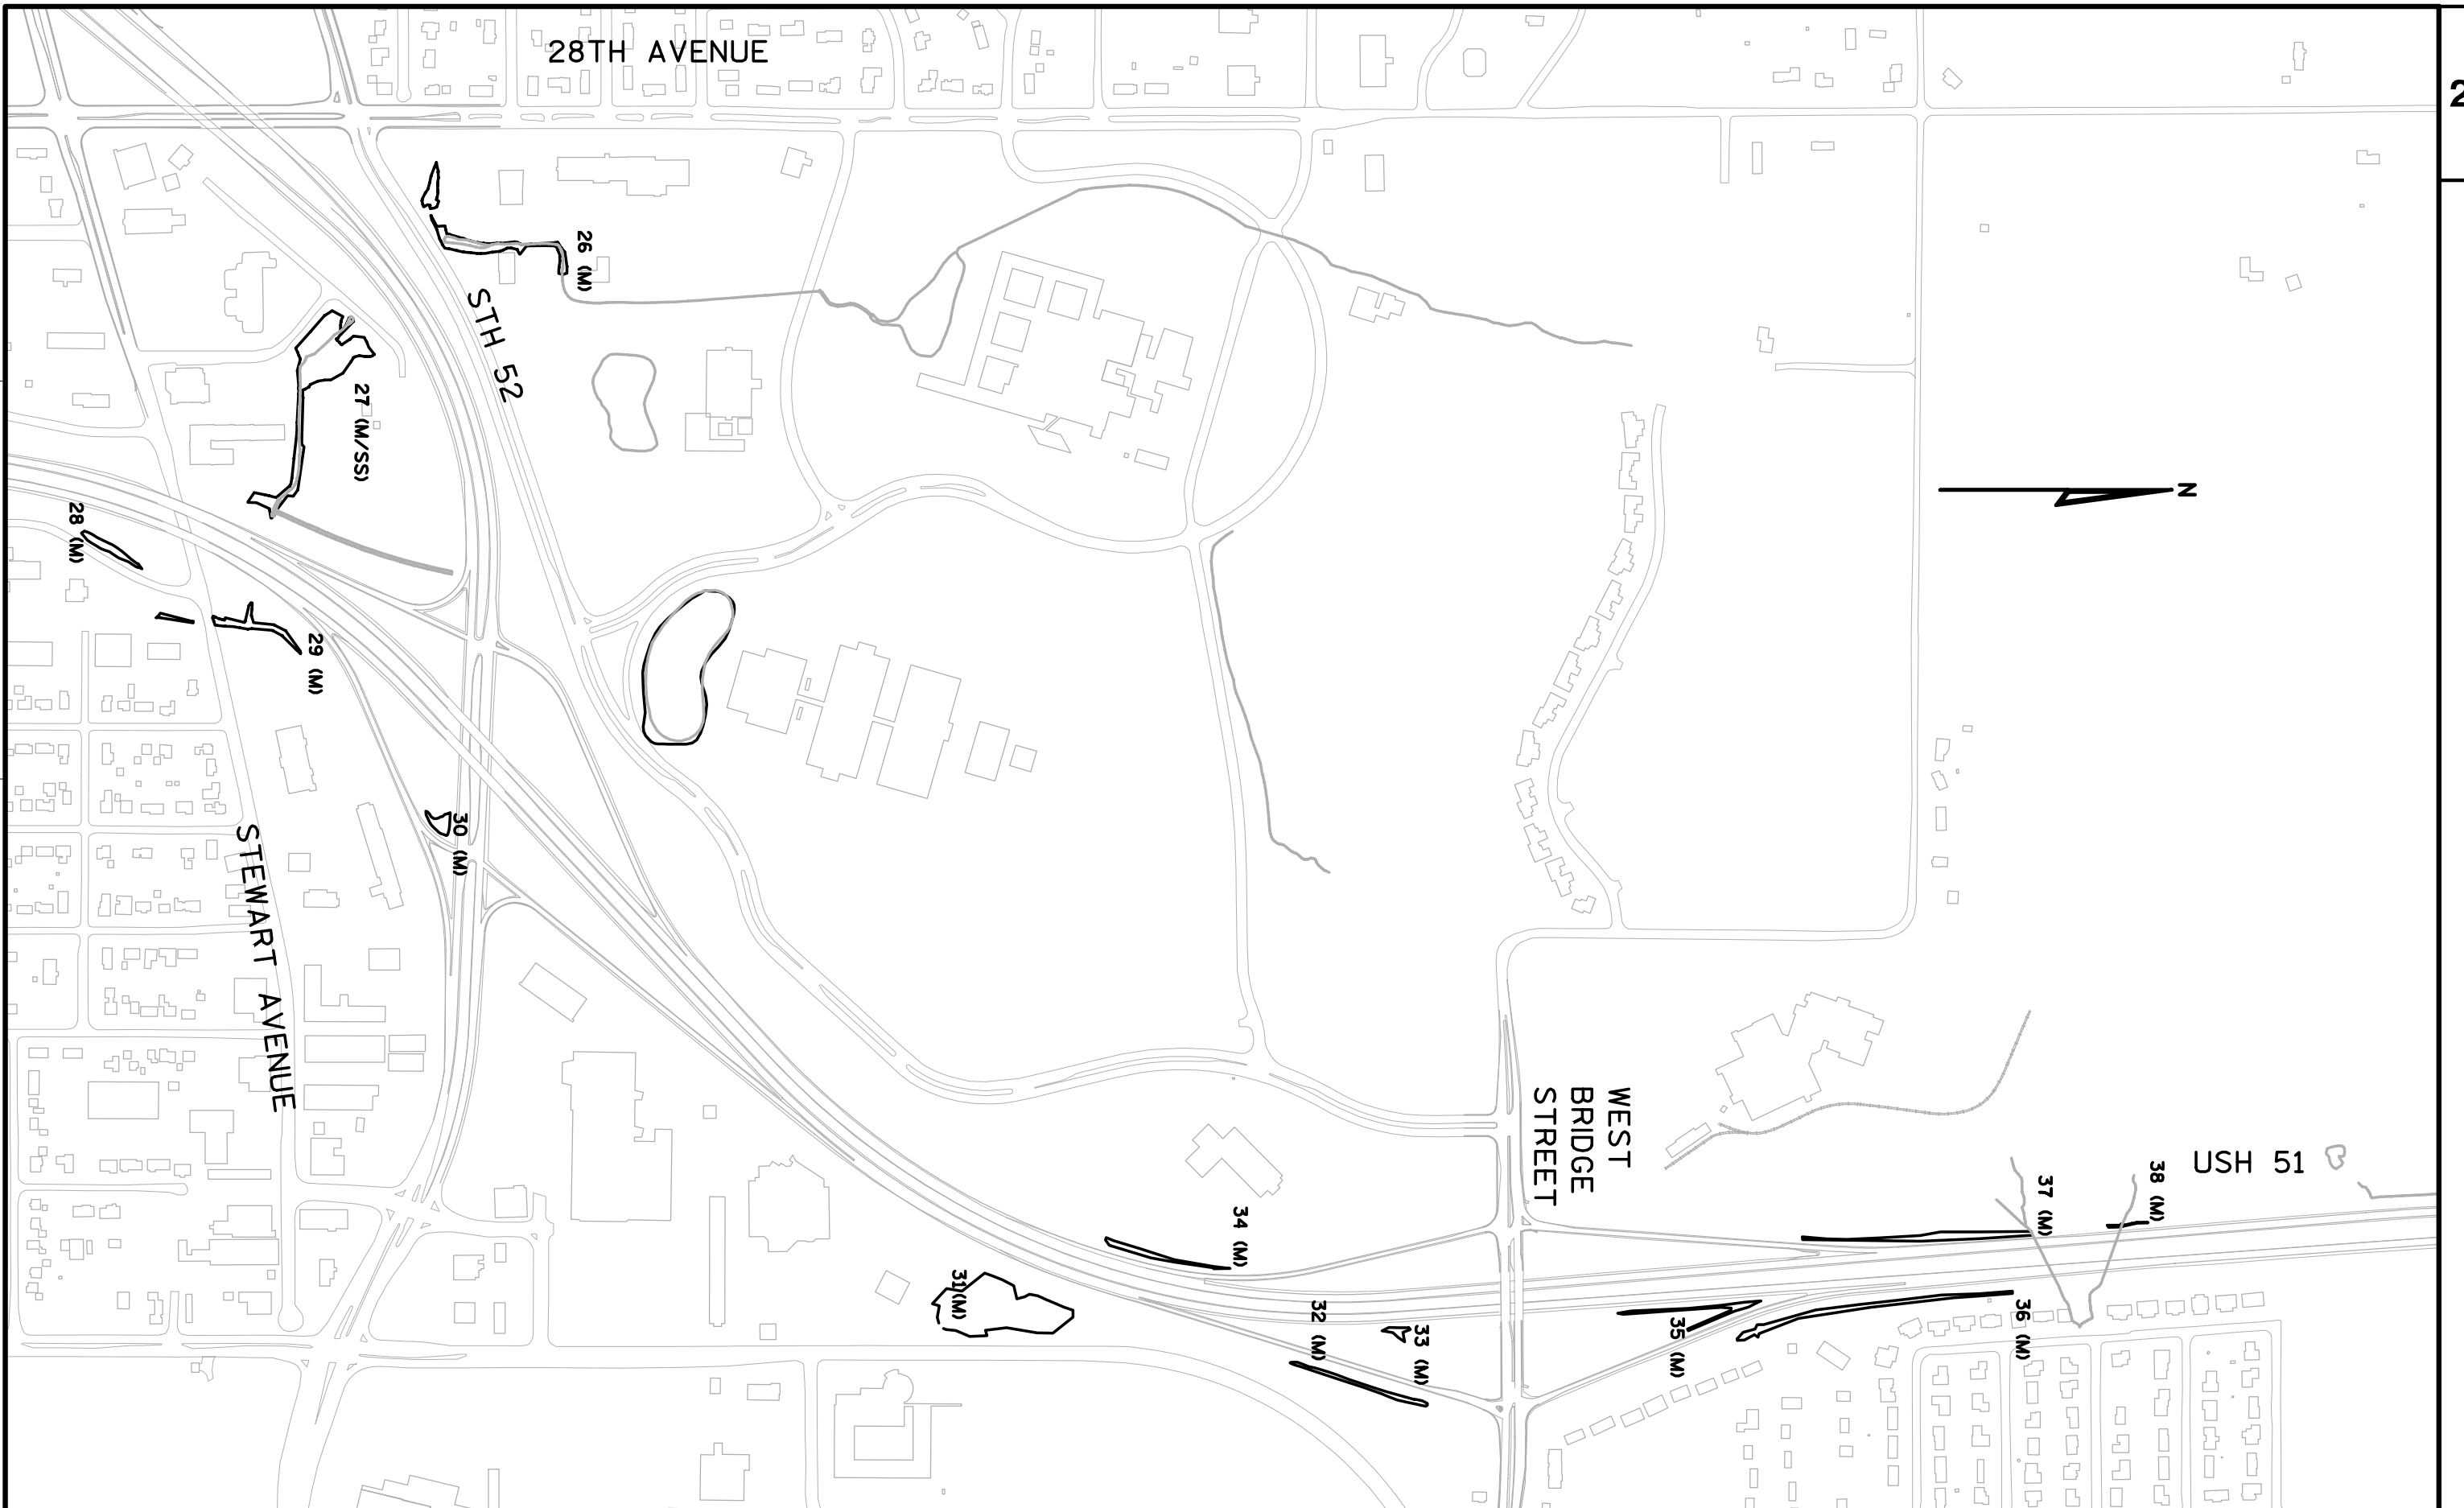 28TH AVENUE
2
26 (M)
STH 52
27 (M/SS)
N
28 (M)
29 (M)
30 (M)
STEWART AVENUE
WEST
BRIDGE
STREET
USH 51
38 (M)
37 (M)
34 (M)
31(M)
32 (M)
33 (M)
35 (M)
36 (M)